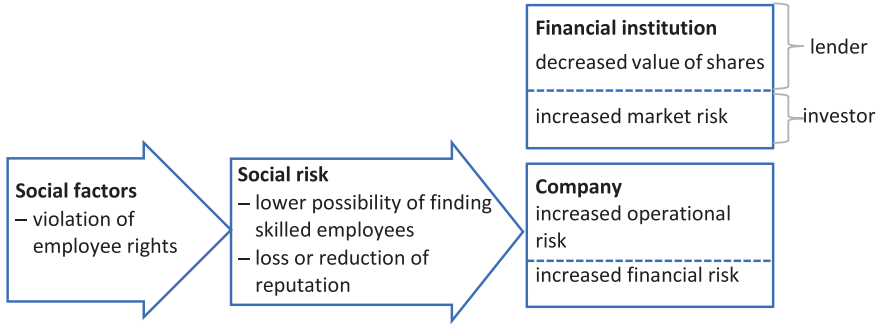 Social factors
– violation of
employee rights
Social risk
– lower possibility of finding
skilled employees
– loss or reduction of
reputation
Financial institution
decreased value of shares
increased market risk
lender
investor
Company
increased operational
risk
increased financial risk